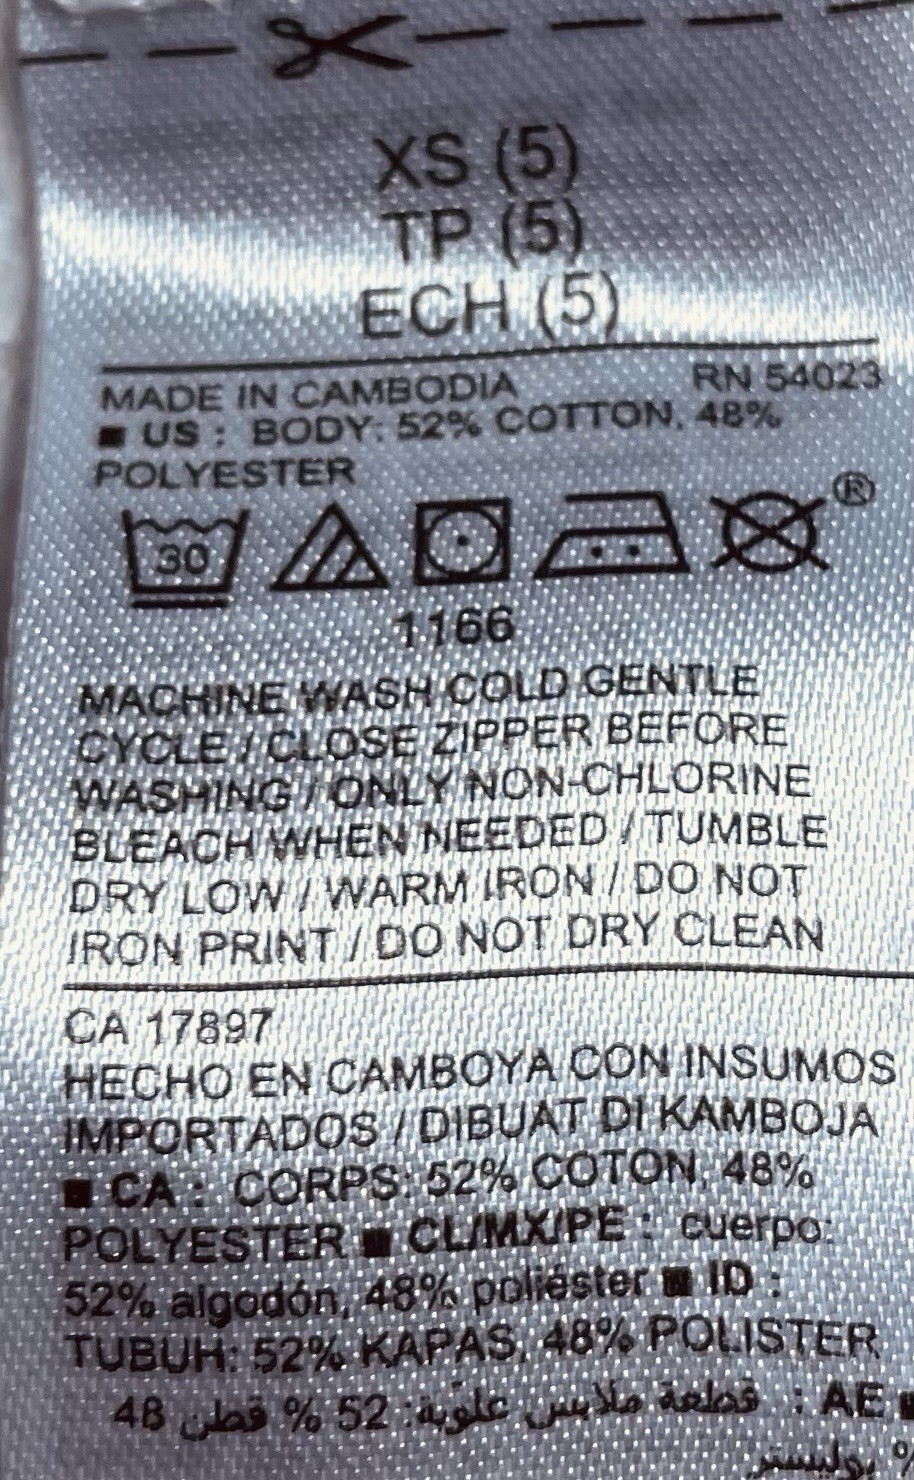 XS (5)
TP (5)
ECH (5)
MADE IN CAMBODIA RN 54023
■ US : BODY: 52% COTTON, 48%
POLYESTER
30 ®
1166
MACHINE WASH COLD GENTLE
CYCLE / CLOSE ZIPPER BEFORE
WASHING / ONLY NON-CHLORINE
BLEACH WHEN NEEDED / TUMBLE
DRY LOW / WARM IRON / DO NOT
IRON PRINT / DO NOT DRY CLEAN
CA 17897
HECHO EN CAMBOYA CON INSUMOS
IMPORTADOS / DIBUAT DI KAMBOJA
■ CA : CORPS: 52% COTON, 48%
POLYESTER ■ CL/MX/PE : cuerpo:
52% algodón, 48% poliéster ■ ID :
TUBUH: 52% KAPAS, 48% POLISTER
■ AE : قطعة ملابس علوية: 52 % قطن 48
% بوليستر